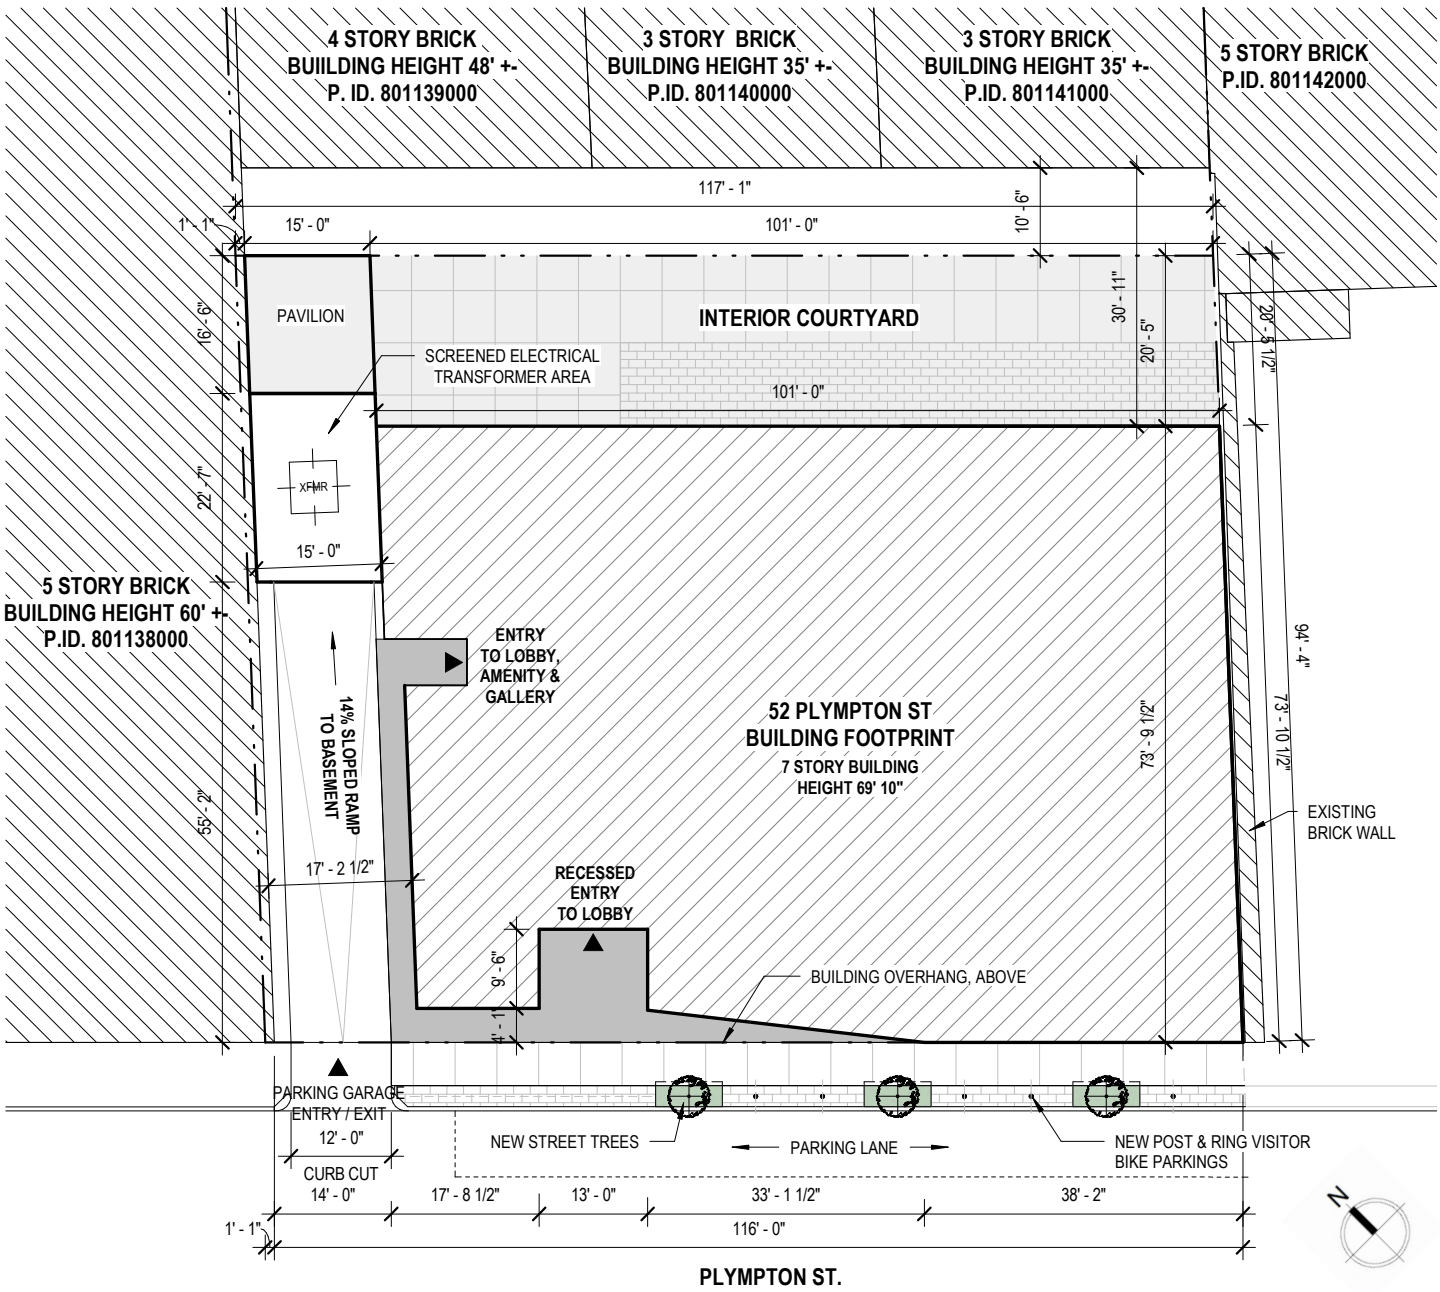 4 STORY BRICK
BUIILDING HEIGHT 48' +-
P. ID. 801139000
3 STORY BRICK
BUILDING HEIGHT 35' +-
P.ID. 801140000
3 STORY BRICK
BUILDING HEIGHT 35' +-
P.ID. 801141000
5 STORY BRICK
P.ID. 801142000
117' - 1"
10' - 6"
1' - 1"
15' - 0"
101' - 0"
PAVILION
INTERIOR COURTYARD
16' - 6"
30' - 11"
20' - 5"
20' - 5 1/2"
SCREENED ELECTRICAL
TRANSFORMER AREA
101' - 0"
22' - 7"
XFMR
15' - 0"
5 STORY BRICK
BUILDING HEIGHT 60' +-
P.ID. 801138000
ENTRY
TO LOBBY,
AMENITY &
GALLERY
94' - 4"
14% SLOPED RAMP
TO BASEMENT
52 PLYMPTON ST
BUILDING FOOTPRINT
7 STORY BUILDING
HEIGHT 69' 10"
73' - 9 1/2"
73' - 10 1/2"
55' - 2"
EXISTING
BRICK WALL
17' - 2 1/2"
RECESSED
ENTRY
TO LOBBY
9' - 6"
4' - 1"
BUILDING OVERHANG, ABOVE
PARKING GARAGE
ENTRY / EXIT
12' - 0"
CURB CUT
NEW STREET TREES
PARKING LANE
NEW POST & RING VISITOR
BIKE PARKINGS
14' - 0"
17' - 8 1/2"
13' - 0"
33' - 1 1/2"
38' - 2"
1' - 1"
116' - 0"
N
PLYMPTON ST.